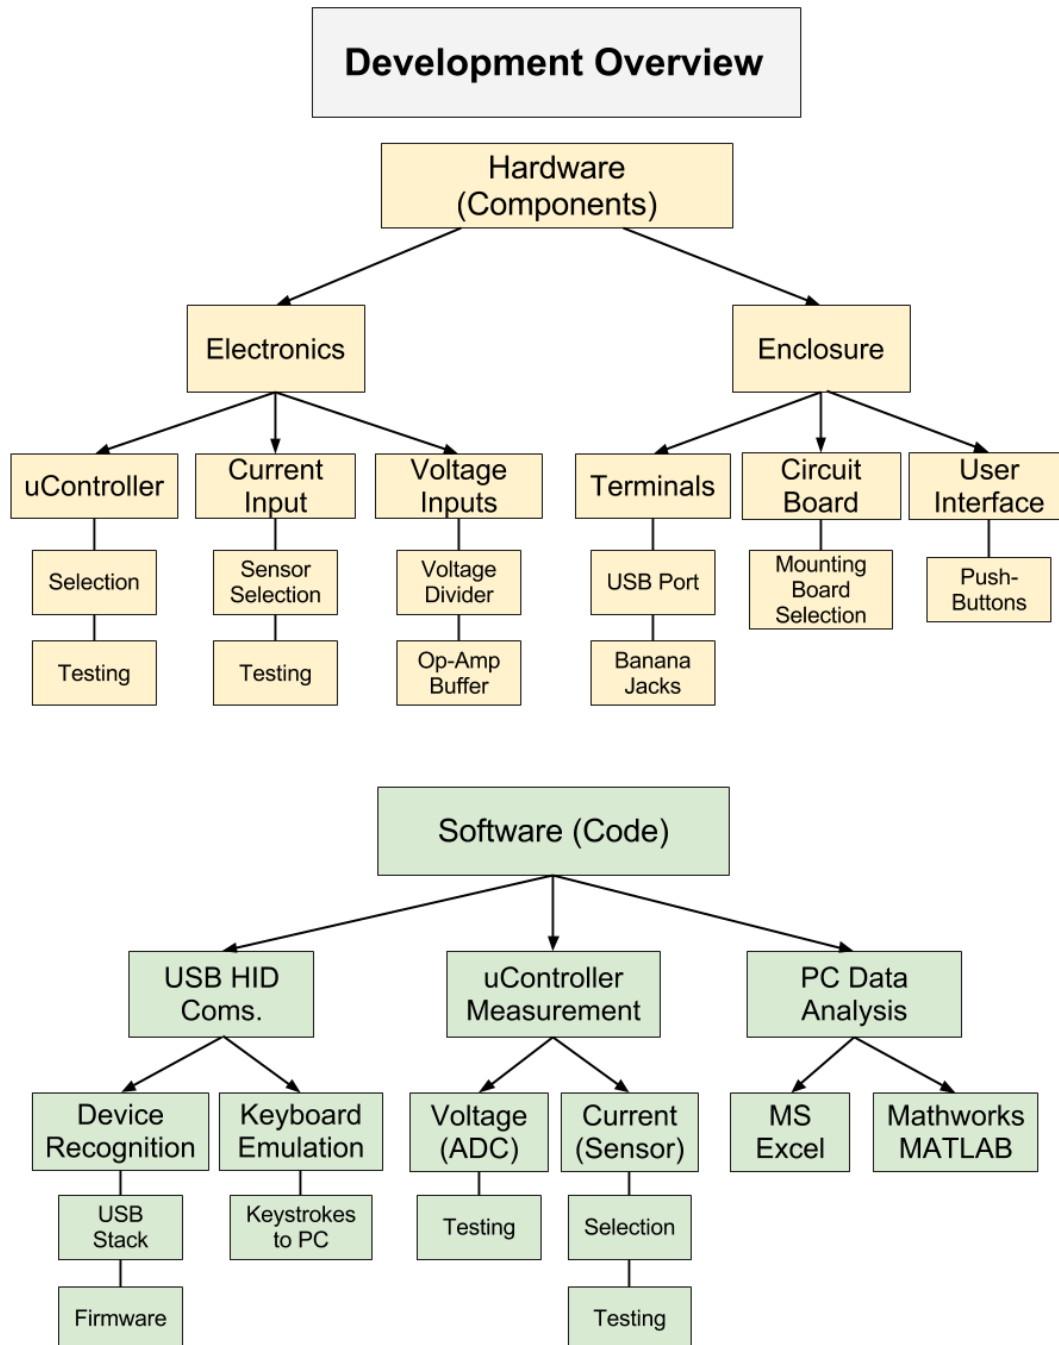 Development Overview
Hardware
(Components)
Electronics
Enclosure
uController
Current
Input
Voltage
Inputs
Terminals
Circuit
Board
User
Interface
Selection
Sensor
Selection
Voltage
Divider
USB Port
Mounting
Board
Selection
Push-
Buttons
Testing
Testing
Op-Amp
Buffer
Banana
Jacks
Software (Code)
USB HID
Coms.
uController
Measurement
PC Data
Analysis
Device
Recognition
Keyboard
Emulation
Voltage
(ADC)
Current
(Sensor)
MS
Excel
Mathworks
MATLAB
USB
Stack
Keystrokes
to PC
Testing
Selection
Firmware
Testing